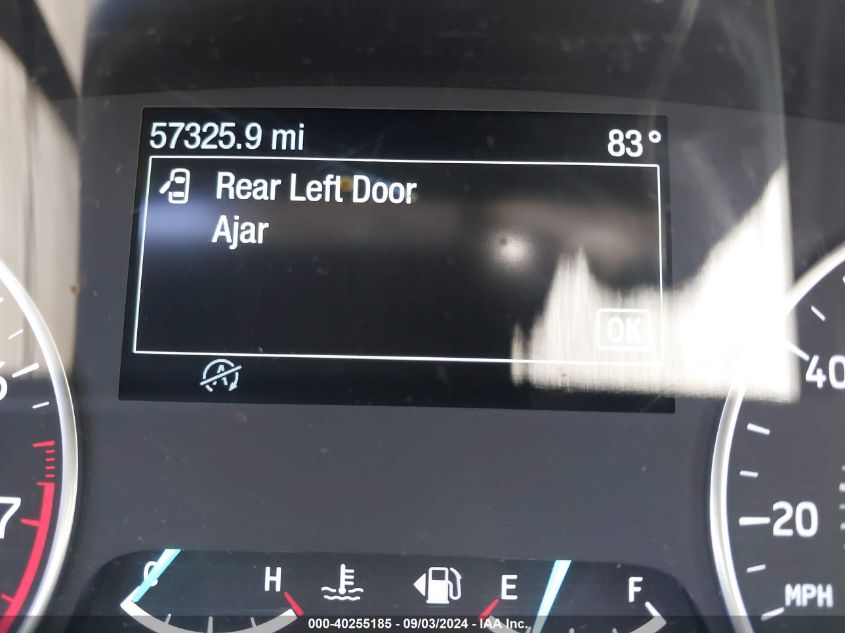 57325.9 mi 83°
Rear Left Door
Ajar
OK
A
40
7
20
MPH
C H E F
000-40255185 - 09/03/2024 - IAA Inc.